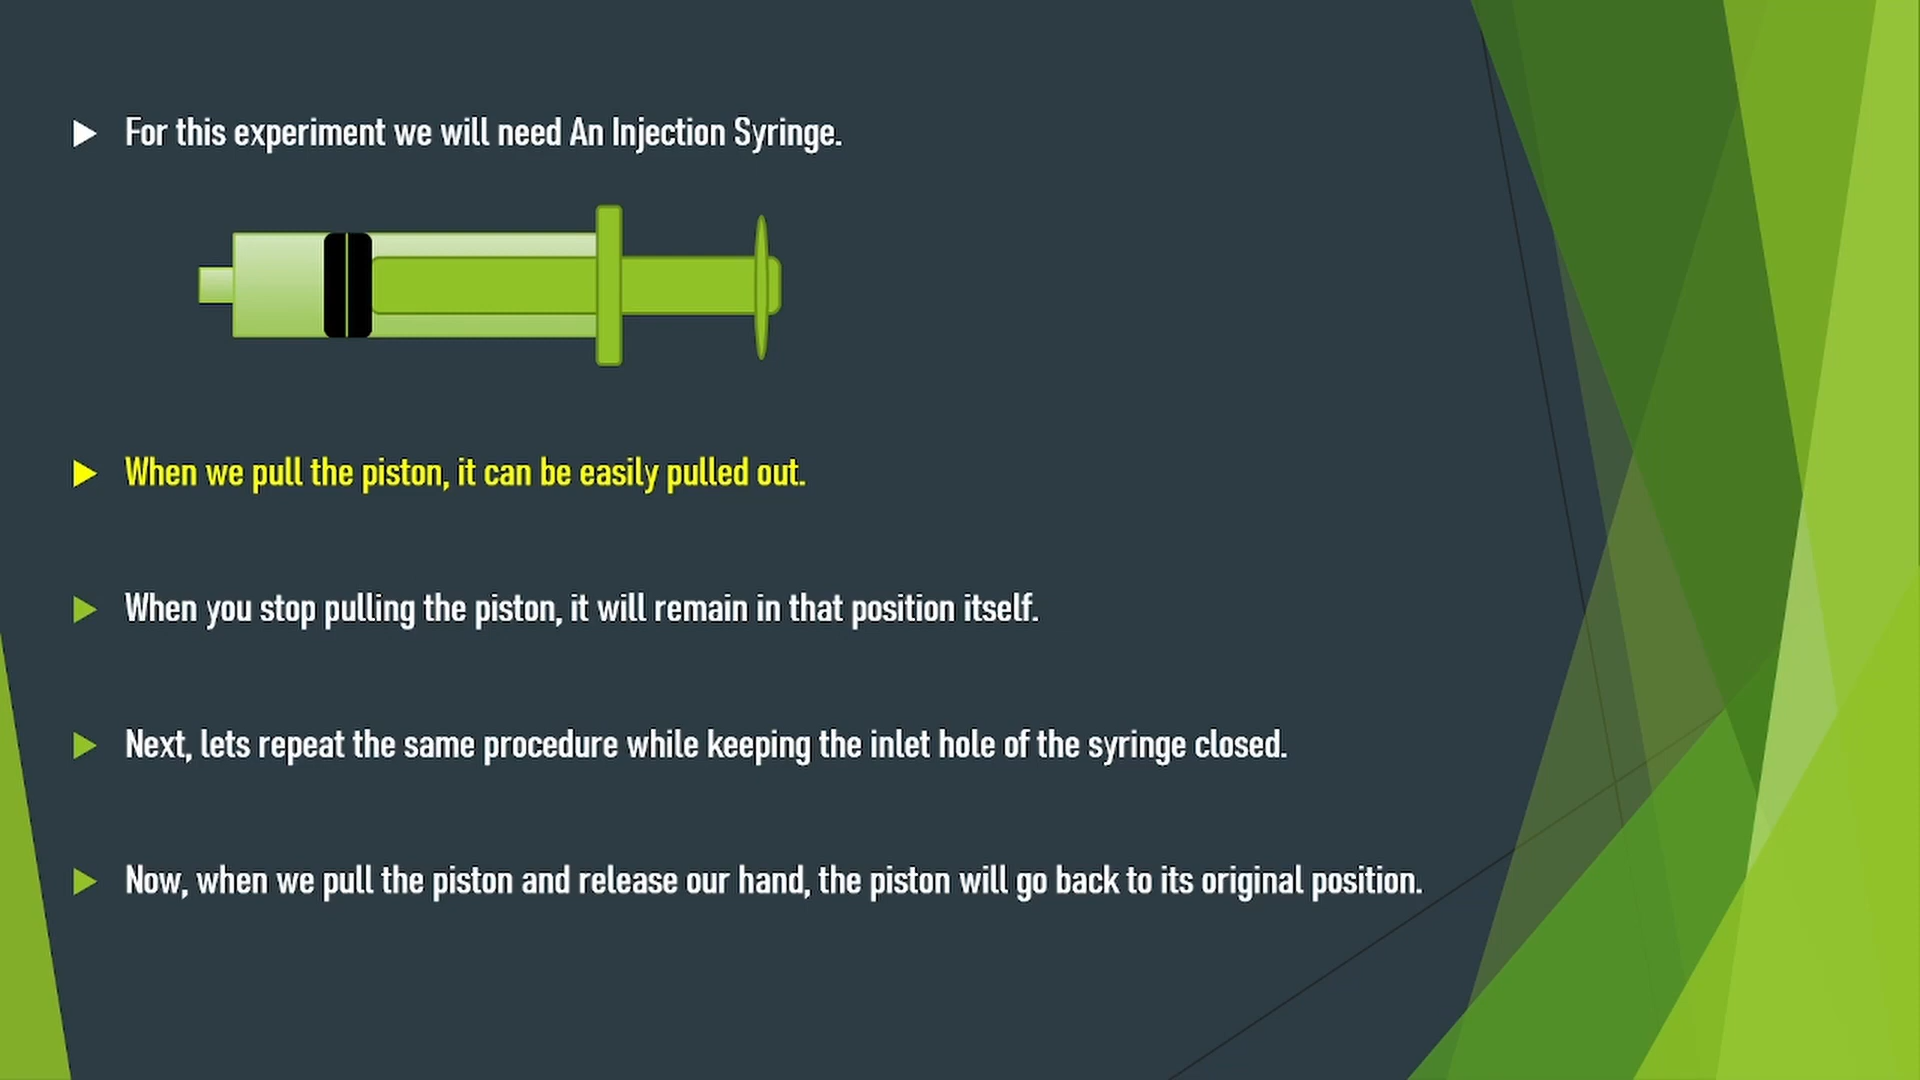 For this experiment we will need An Injection Syringe.
When we pull the piston, it can be easily pulled out.
When you stop pulling the piston, it will remain in that position itself.
Next, lets repeat the same procedure while keeping the inlet hole of the syringe closed.
Now, when we pull the piston and release our hand, the piston will go back to its original position.